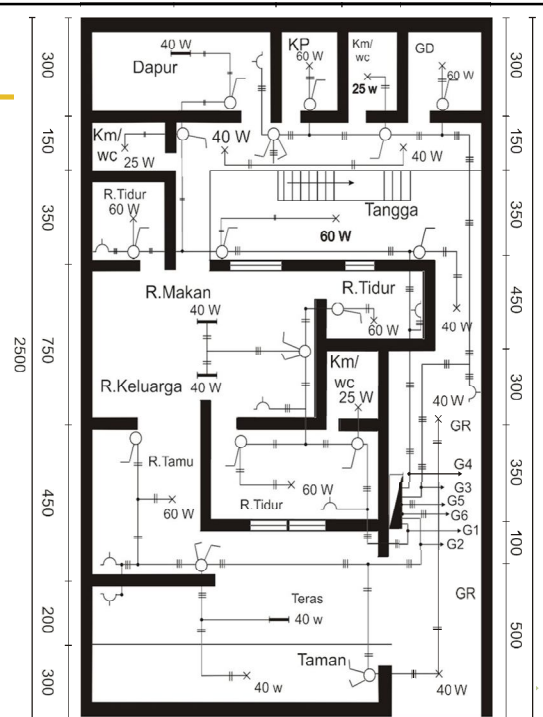 40 W
Dapur
KP
60 W
Km/
wc
25 w
GD
60 W
300
300
Km/
wc
25 W
40 W
40 W
150
150
R.Tidur
60 W
Tangga
60 W
350
350
R.Makan
40 W
R.Tidur
60 W
40 W
450
2500
750
40 W
R.Keluarga
Km/
wc
25 W
40 W
GR
300
R.Tamu
60 W
60 W
R.Tidur
G4
G3
G5
G6
G1
G2
450
350
100
Teras
40 w
GR
200
500
Taman
40 w
40 W
300